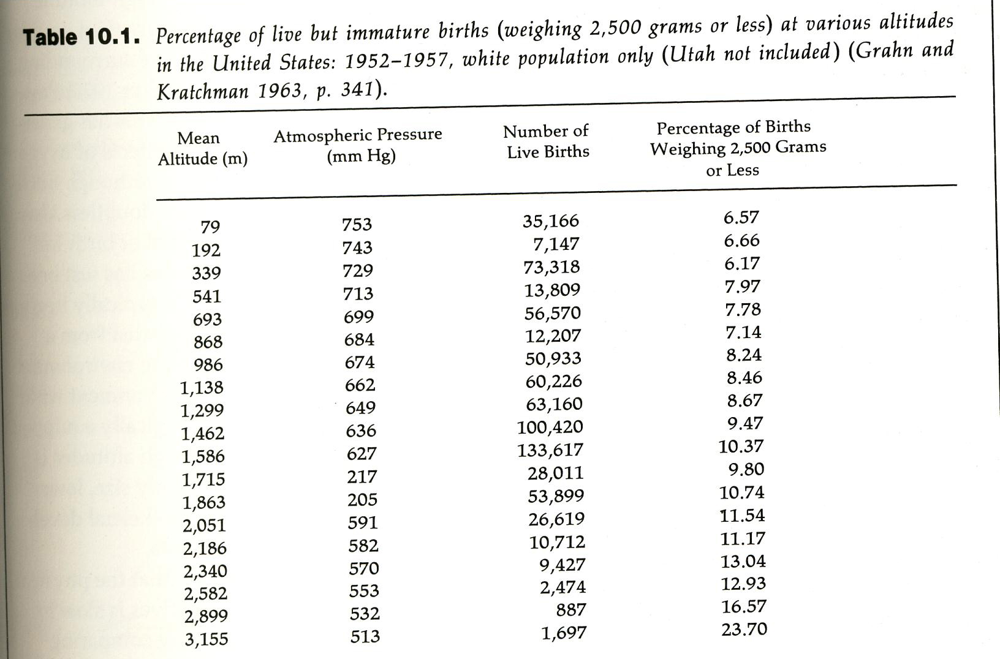 Table 10.1. Percentage of live but immature births (weighing 2,500 grams or less) at various altitudes
in the United States: 1952–1957, white population only (Utah not included) (Grahn and
Kratchman 1963, p. 341).
Mean Atmospheric Pressure Number of Percentage of Births
Altitude (m) (mm Hg) Live Births Weighing 2,500 Grams
or Less
79 753 35,166 6.57
192 743 7,147 6.66
339 729 73,318 6.17
541 713 13,809 7.97
693 699 56,570 7.78
868 684 12,207 7.14
986 674 50,933 8.24
1,138 662 60,226 8.46
1,299 649 63,160 8.67
1,462 636 100,420 9.47
1,586 627 133,617 10.37
1,715 217 28,011 9.80
1,863 205 53,899 10.74
2,051 591 26,619 11.54
2,186 582 10,712 11.17
2,340 570 9,427 13.04
2,582 553 2,474 12.93
2,899 532 887 16.57
3,155 513 1,697 23.70